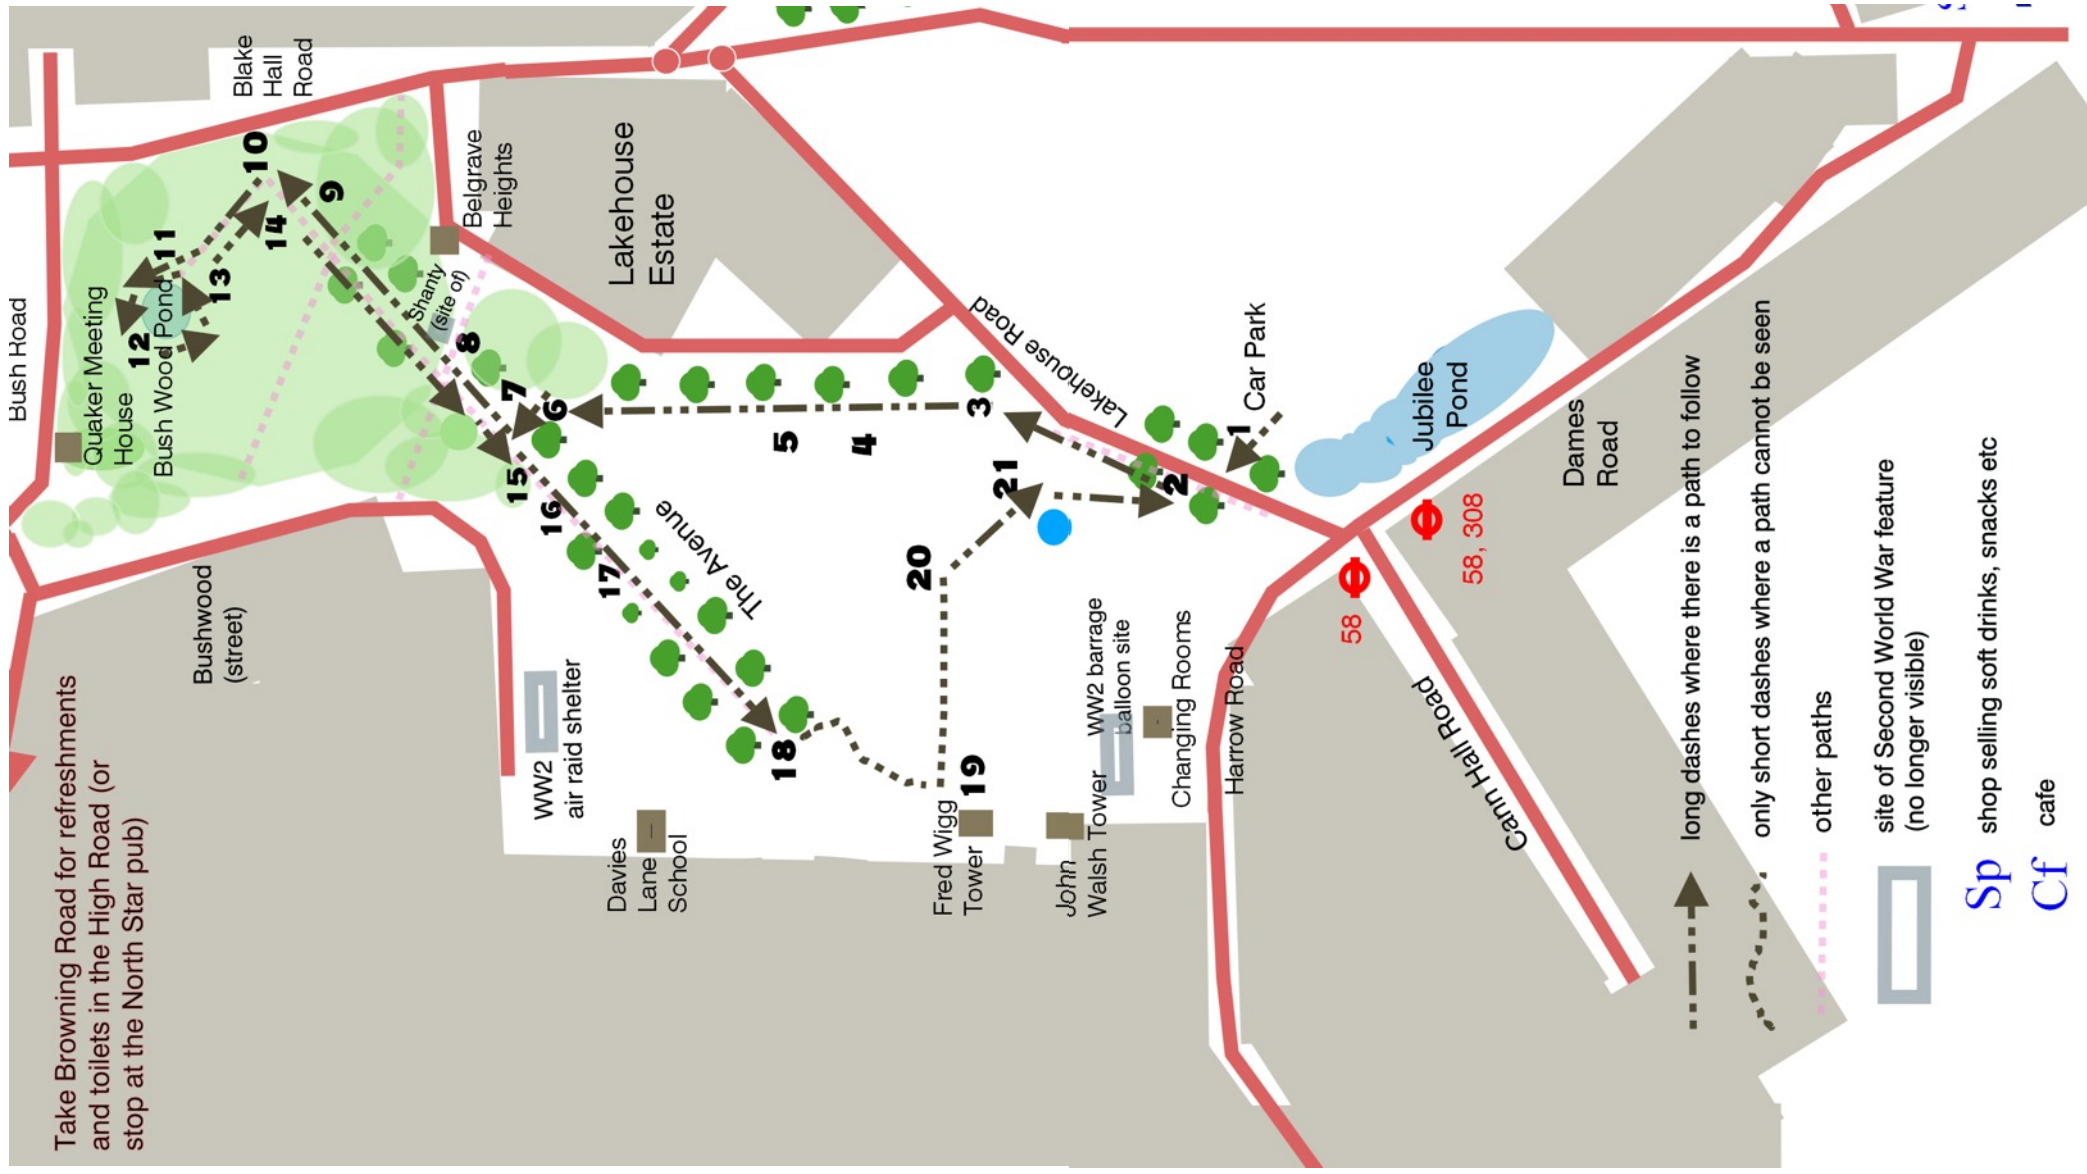 Take Browning Road for refreshments
and toilets in the High Road (or
stop at the North Star pub)
Bush Road
Quaker Meeting
House
Bush Wood Pond
Blake
Hall
Road
Bushwood
(street)
Belgrave
Heights
Shanty
(site of)
Lakehouse
Estate
The Avenue
WW2
air raid shelter
Davies
Lane
School
Fred Wigg
Tower
John
Walsh Tower
WW2 barrage
balloon site
Changing Rooms
Harrow Road
Lakehouse Road
Car Park
Jubilee
Pond
Dames
Road
Cann Hall Road
58
58, 308
1
2
3
4
5
6
7
8
9
10
11
12
13
14
15
16
17
18
19
20
21
long dashes where there is a path to follow
only short dashes where a path cannot be seen
other paths
site of Second World War feature
(no longer visible)
Sp shop selling soft drinks, snacks etc
Cf cafe